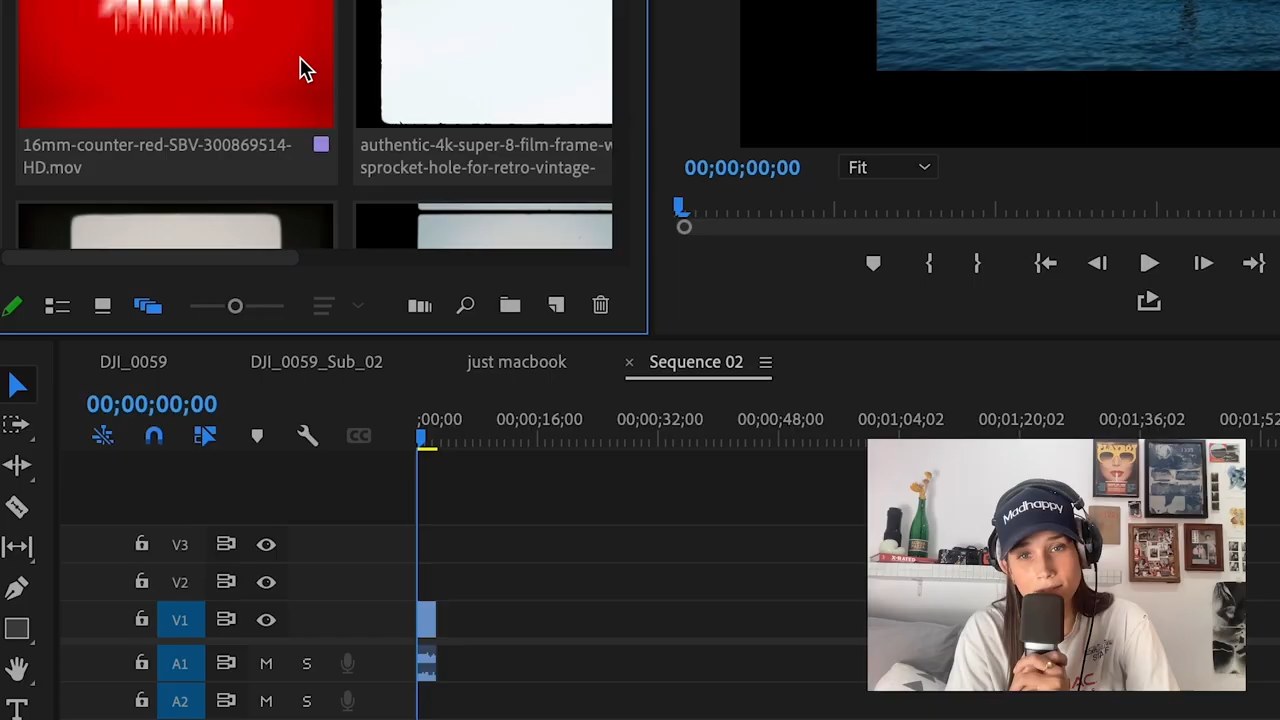 16mm-counter-red-SBV-300869514-
HD.mov
authentic-4k-super-8-film-frame-w
sprocket-hole-for-retro-vintage-
00;00;00;00
Fit
DJI_0059
DJI_0059_Sub_02
just macbook
× Sequence 02
00;00;00;00
;00;00
00;00;16;00
00;00;32;00
00;00;48;00
00;01;04;02
00;01;20;02
00;01;36;02
00;01;52
CC
V3
V2
V1
A1
M
S
A2
M
S
T
PLAYBOY
Madhappy
X-RATED